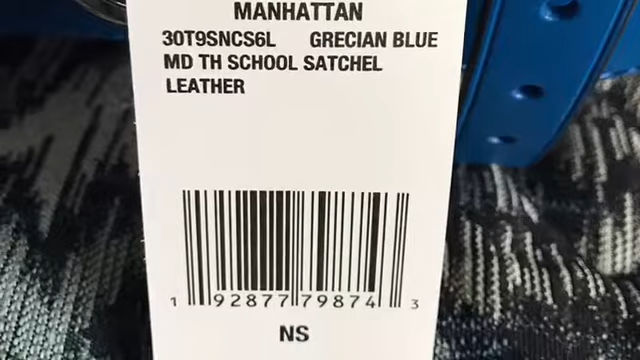 MANHATTAN
30T9SNCS6L GRECIAN BLUE
MD TH SCHOOL SATCHEL
LEATHER
1 92877 79874 3
NS